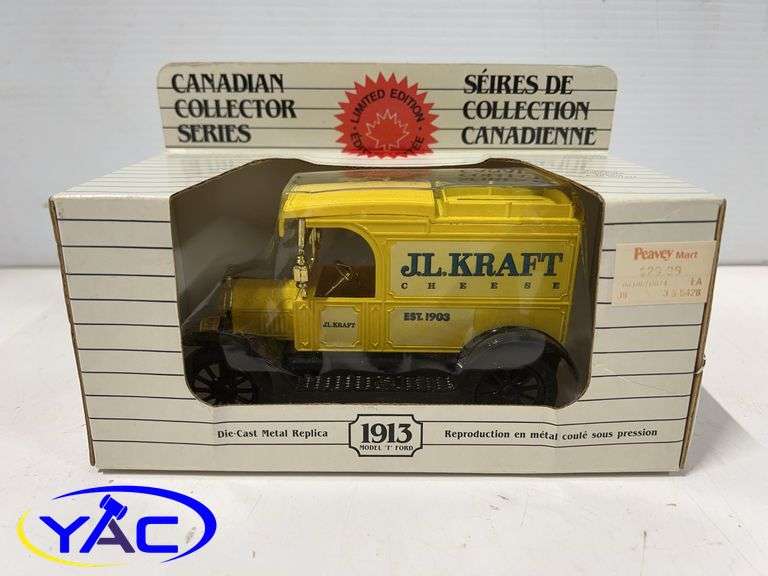 CANADIAN
COLLECTOR
SERIES
LIMITED EDITION
SÉIRES DE
COLLECTION
CANADIENNE
J.L.KRAFT
CHEESE
EST. 1903
J.L.KRAFT
Peavey Mart
EA
Die-Cast Metal Replica
1913
MODEL 'T' FORD
Reproduction en métal coulé sous pression
YAC